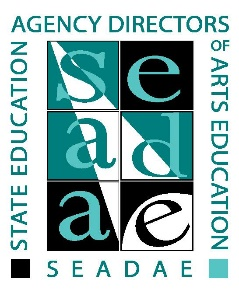 STATE EDUCATION
AGENCY DIRECTORS
OF
ARTS EDUCATION
se
ad
ae
SEADAE